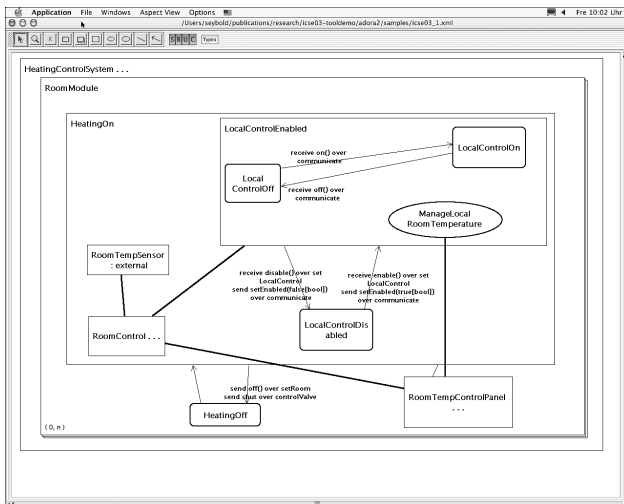 Application File Windows Aspect View Options Fre 10:02 Uhr
/Users/seybold/publications/research/icse03-tooldemo/adora2/samples/icse03_1.xml
S B U C Types
HeatingControlSystem . . .
RoomModule
HeatingOn
LocalControlEnabled
LocalControlOn
receive on() over
communicate
Local
ControlOff
receive off() over
communicate
ManageLocal
RoomTemperature
RoomTempSensor
: external
receive disable() over set
LocalControl
send setEnabled(false[bool])
over communicate
receive enable() over set
LocalControl
send setEnabled(true[bool])
over communicate
LocalControlDis
abled
RoomControl . . .
send off() over setRoom
send shut over controlValve
HeatingOff
RoomTempControlPanel
. . .
( 0, n )